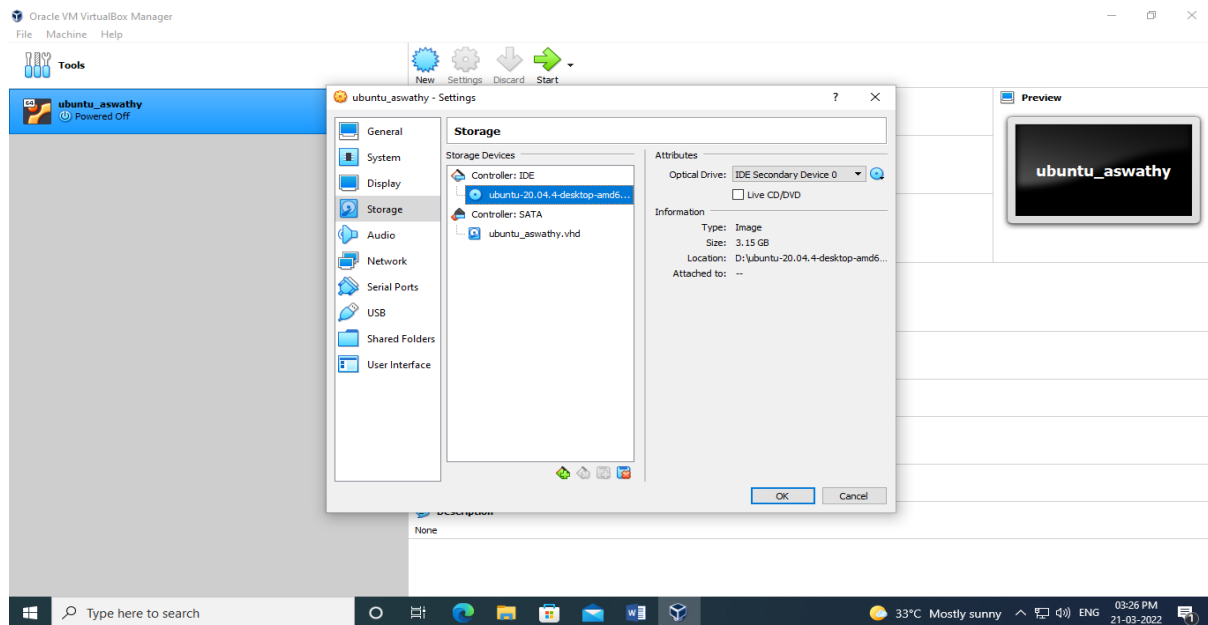 Oracle VM VirtualBox Manager
File Machine Help
Tools
New Settings Discard Start
64
ubuntu_aswathy
Powered Off
ubuntu_aswathy - Settings
?
General
System
Display
Storage
Audio
Network
Serial Ports
USB
Shared Folders
User Interface
Storage
Storage Devices
Controller: IDE
ubuntu-20.04.4-desktop-amd6...
Controller: SATA
ubuntu_aswathy.vhd
Attributes
Optical Drive: IDE Secondary Device 0
Live CD/DVD
Information
Type: Image
Size: 3.15 GB
Location: D:\ubuntu-20.04.4-desktop-amd6...
Attached to: --
OK Cancel
Preview
ubuntu_aswathy
Description
None
Type here to search
33°C Mostly sunny
ENG
03:26 PM
21-03-2022
1